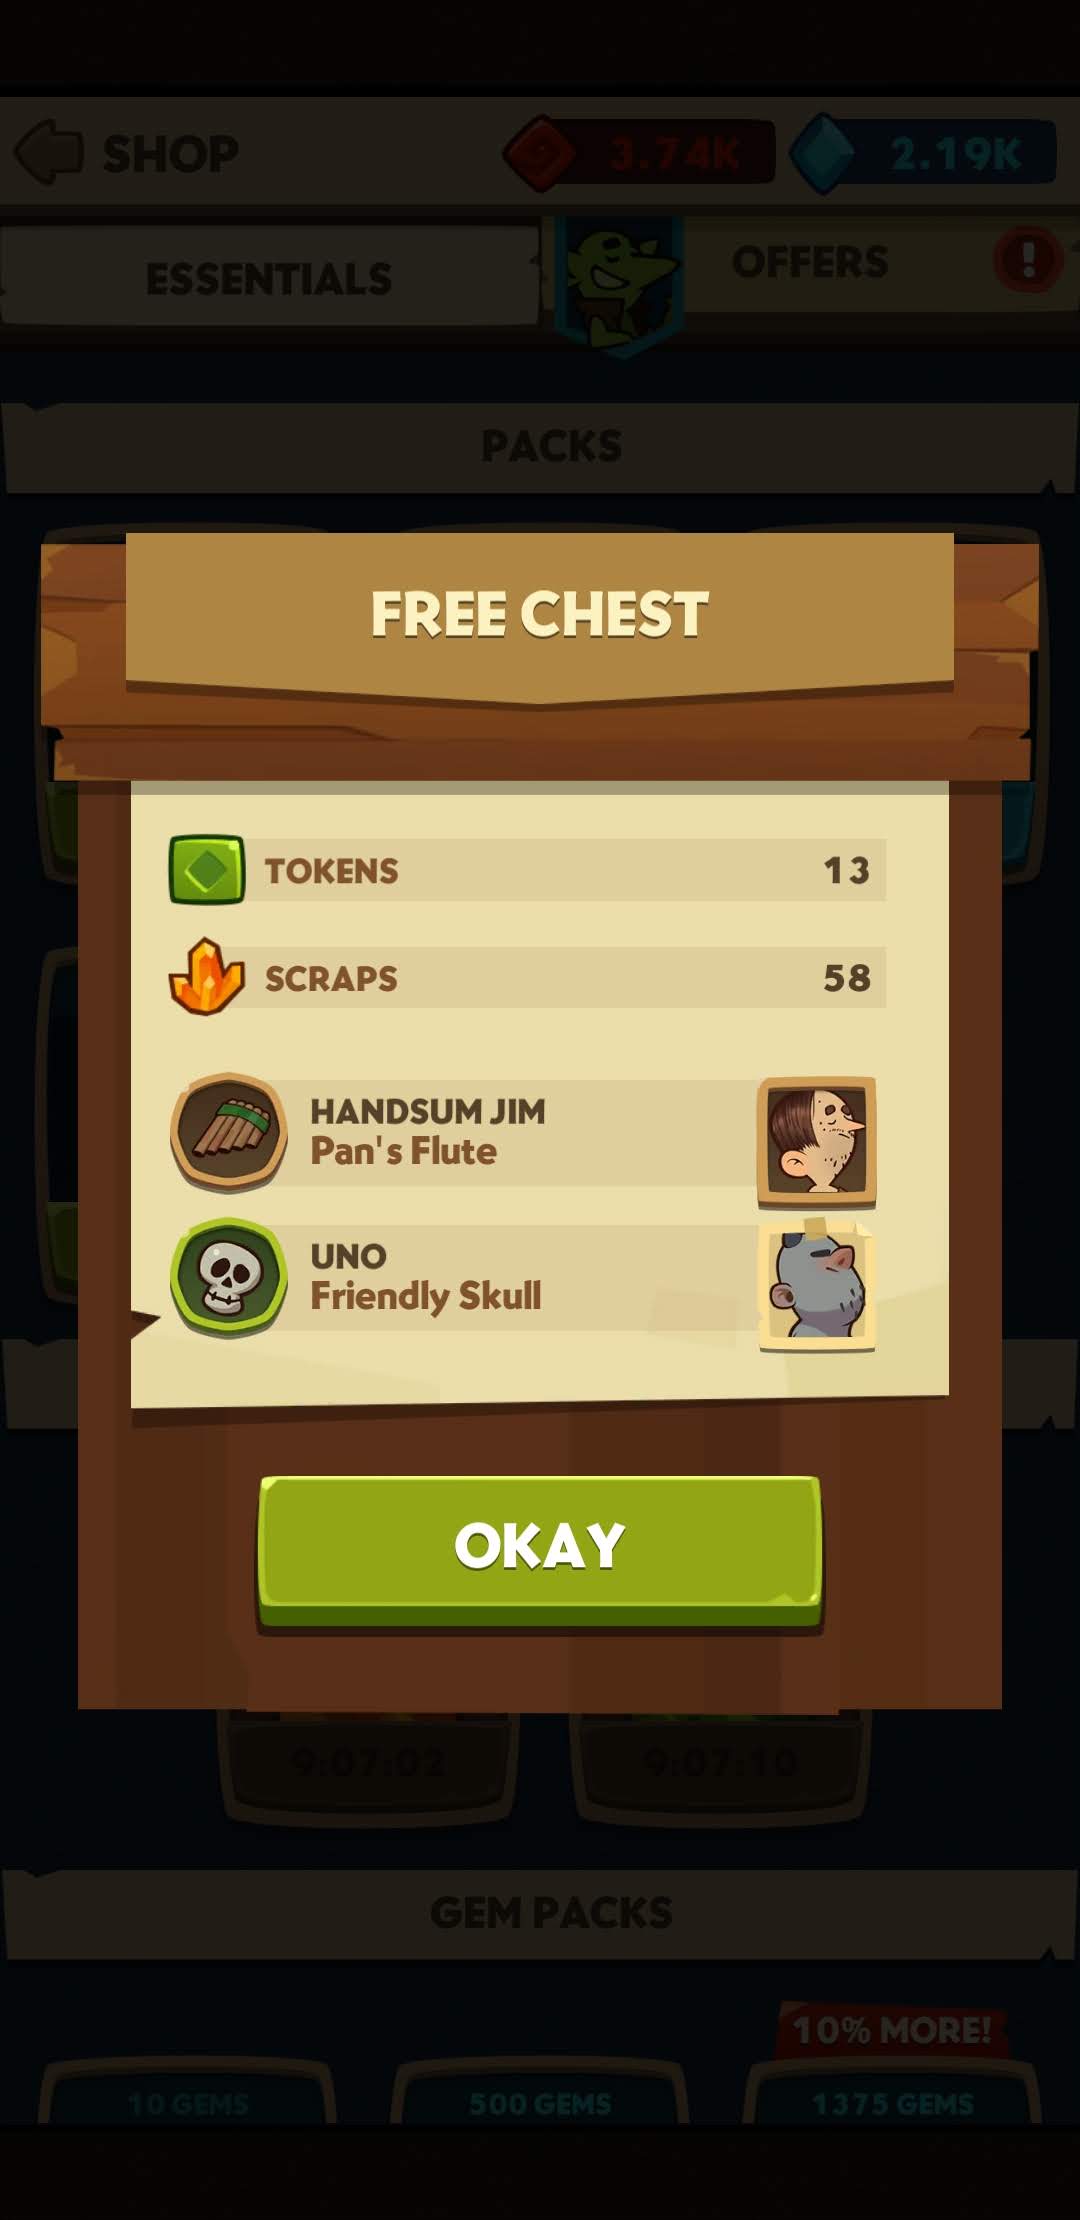 SHOP
3.74K
2.19K
ESSENTIALS
OFFERS
!
PACKS
FREE CHEST
TOKENS
13
SCRAPS
58
HANDSUM JIM
Pan's Flute
UNO
Friendly Skull
OKAY
9:07:02
9:07:10
GEM PACKS
10% MORE!
10 GEMS
500 GEMS
1375 GEMS